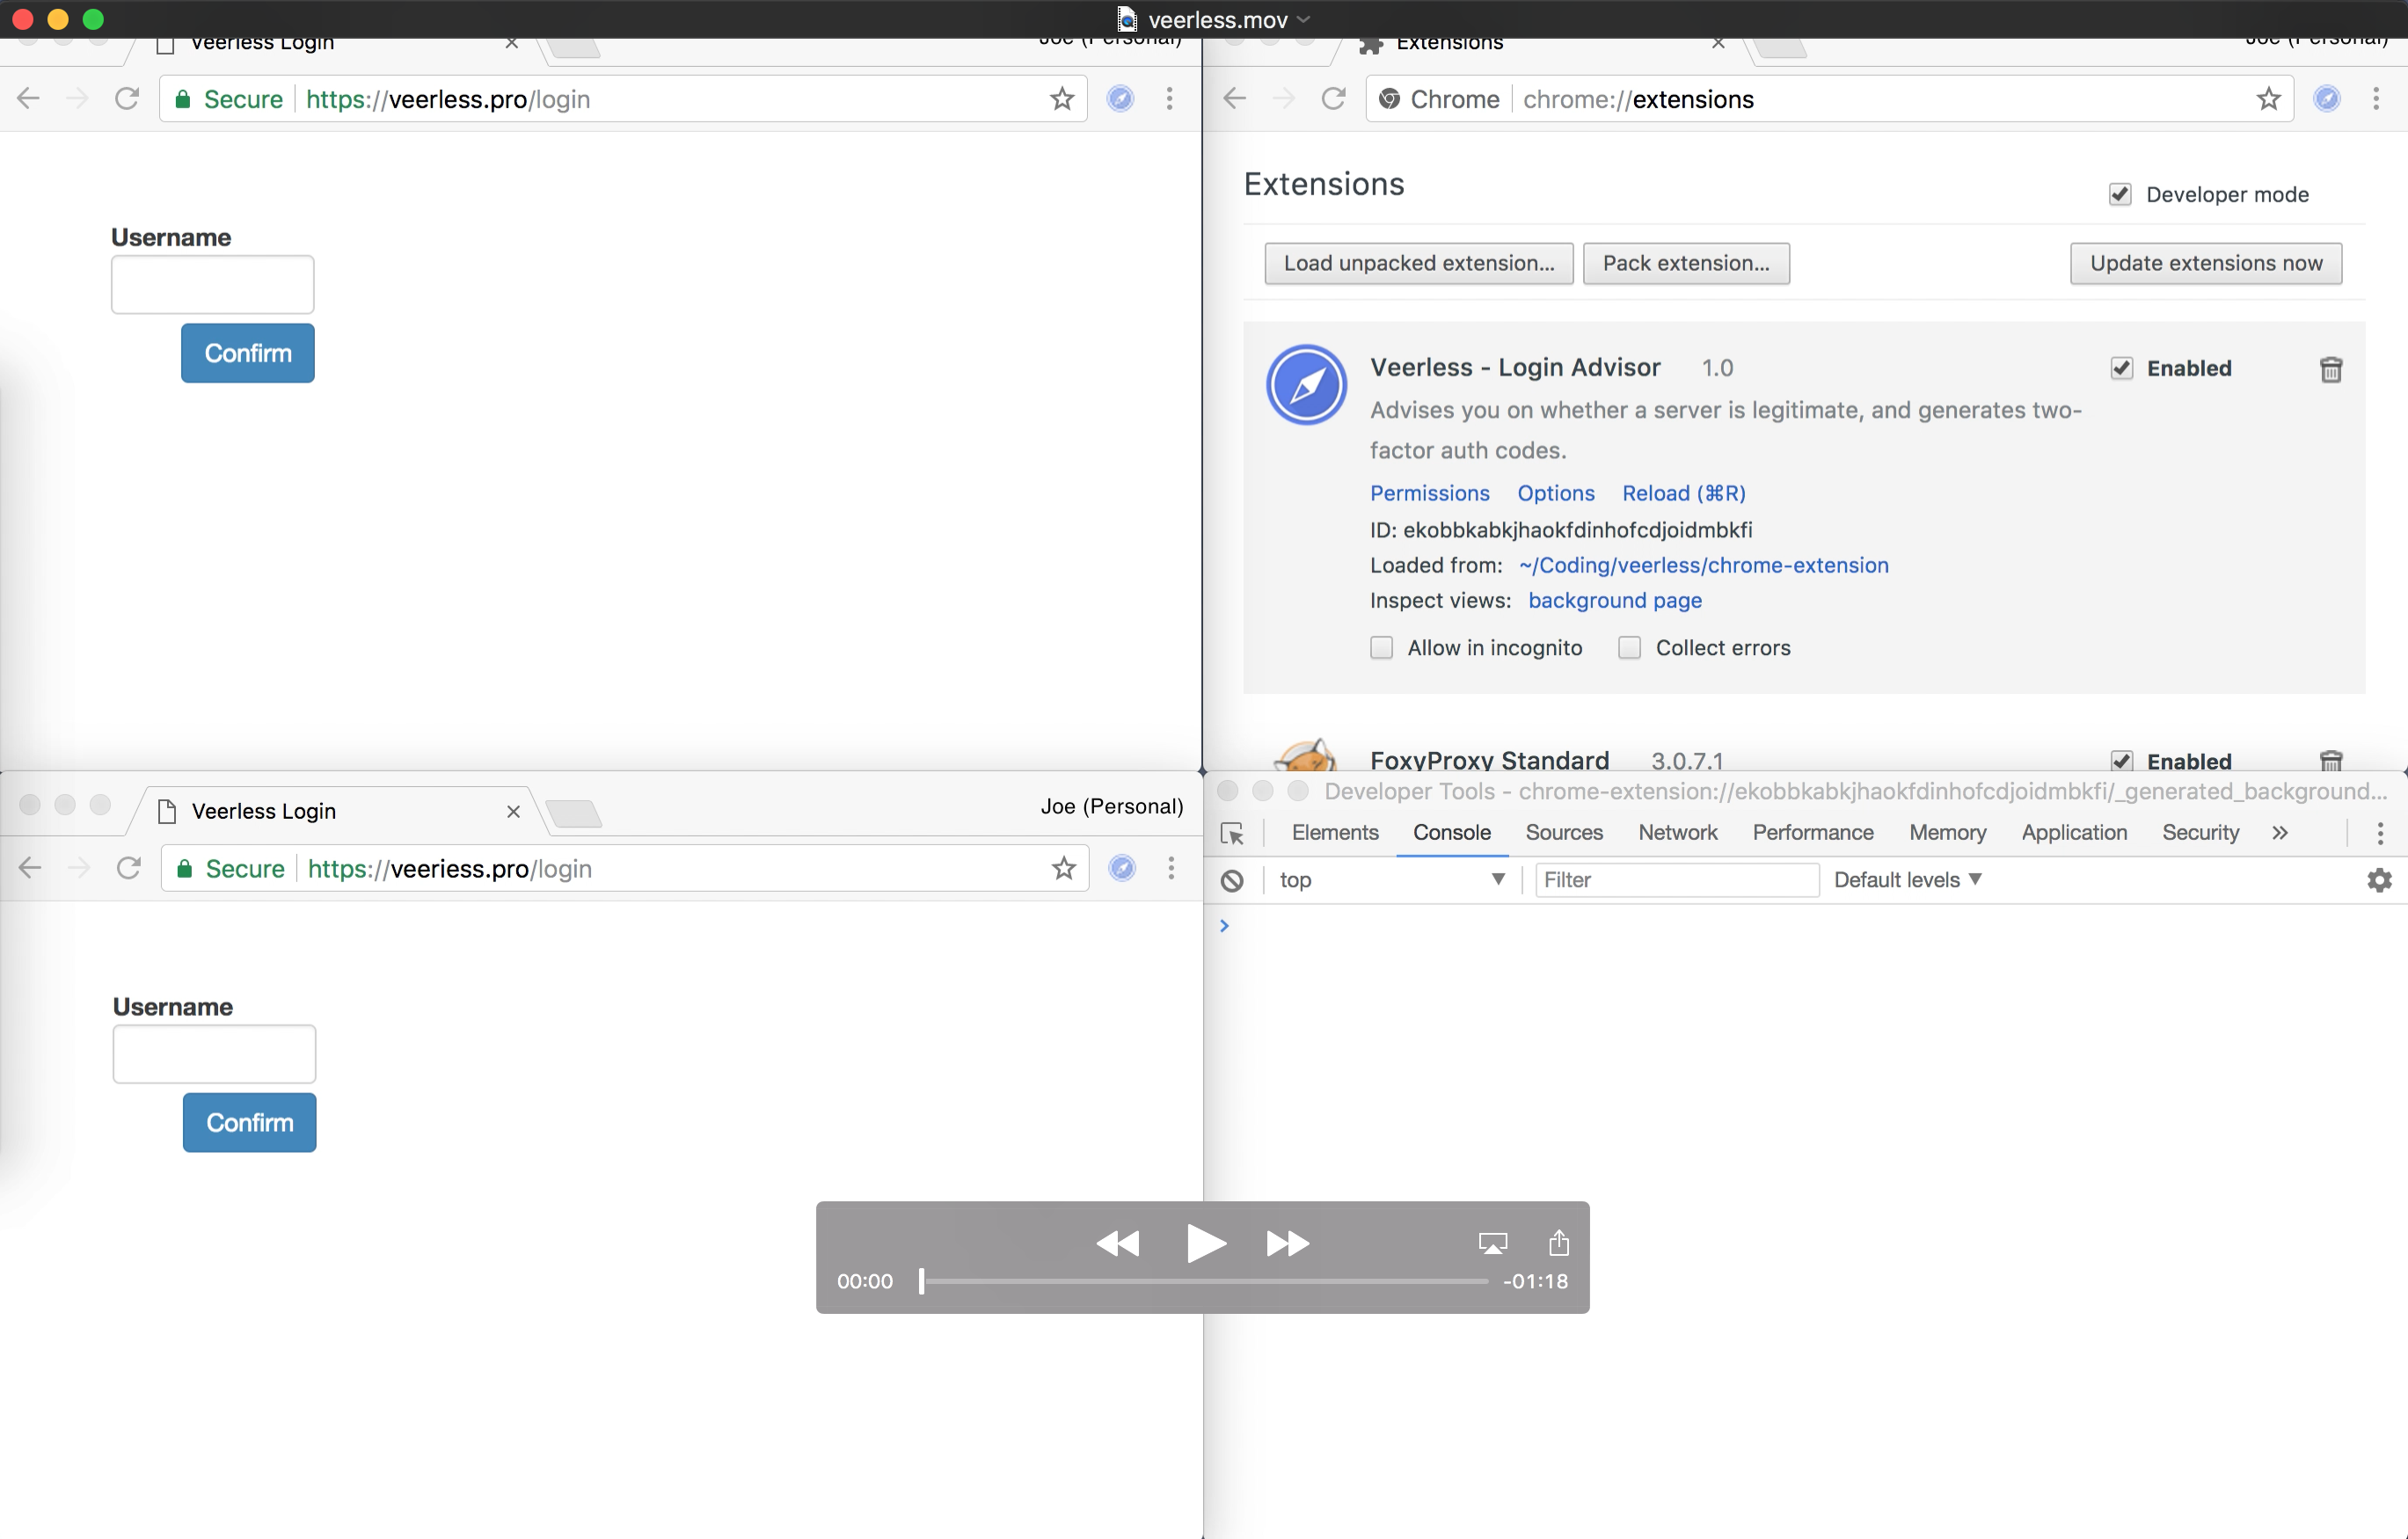 veerless.mov
Veerless Login
Joe (Personal)
Secure https://veerless.pro/login
Username
Confirm
Extensions
Joe (Personal)
Chrome chrome://extensions
Extensions
Developer mode
Load unpacked extension... Pack extension... Update extensions now
Veerless - Login Advisor 1.0 Enabled
Advises you on whether a server is legitimate, and generates two-
factor auth codes.
Permissions Options Reload (⌘R)
ID: ekobbkabkjhaokfdinhofcdjoidmbkfi
Loaded from: ~/Coding/veerless/chrome-extension
Inspect views: background page
Allow in incognito Collect errors
FoxyProxy Standard 3.0.7.1 Enabled
Veerless Login
Joe (Personal)
Secure https://veeriess.pro/login
Username
Confirm
Developer Tools - chrome-extension://ekobbkabkjhaokfdinhofcdjoidmbkfi/_generated_background...
Elements Console Sources Network Performance Memory Application Security »
top Filter Default levels
00:00 -01:18